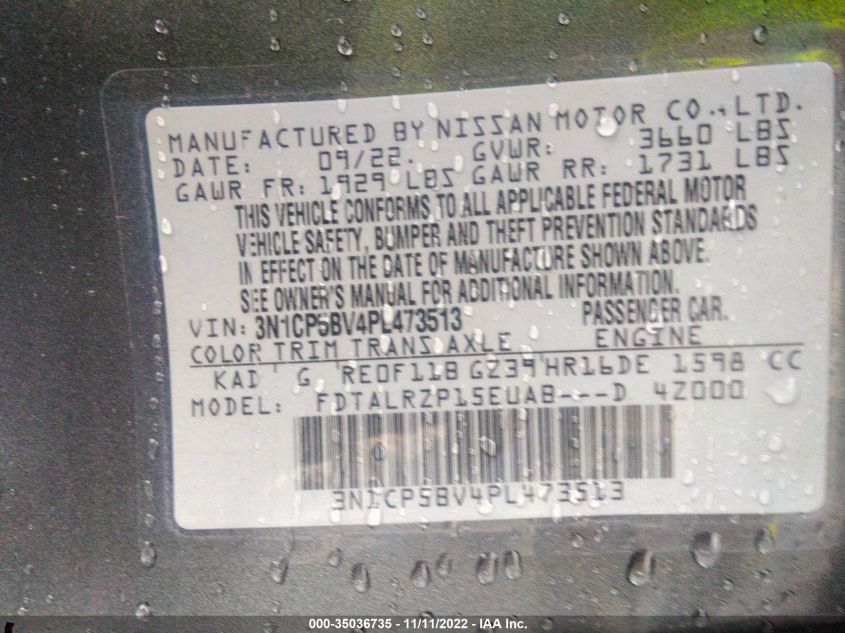 MANUFACTURED BY NISSAN MOTOR CO., LTD.
DATE: 09/22. GVWR: 3660 LBS
GAWR FR: 1929 LBS GAWR RR: 1731 LBS
THIS VEHICLE CONFORMS TO ALL APPLICABLE FEDERAL MOTOR
VEHICLE SAFETY, BUMPER AND THEFT PREVENTION STANDARDS
IN EFFECT ON THE DATE OF MANUFACTURE SHOWN ABOVE.
SEE OWNER'S MANUAL FOR ADDITIONAL INFORMATION.
VIN: 3N1CP5BV4PL473513 PASSENGER CAR.
COLOR TRIM TRANS AXLE ENGINE
KAD G RE0F11B GZ39 HR16DE 1598 CC
MODEL: FDTALRZP15EUAB---D 4Z000
3N1CP5BV4PL473513
000-35036735 - 11/11/2022 - IAA Inc.